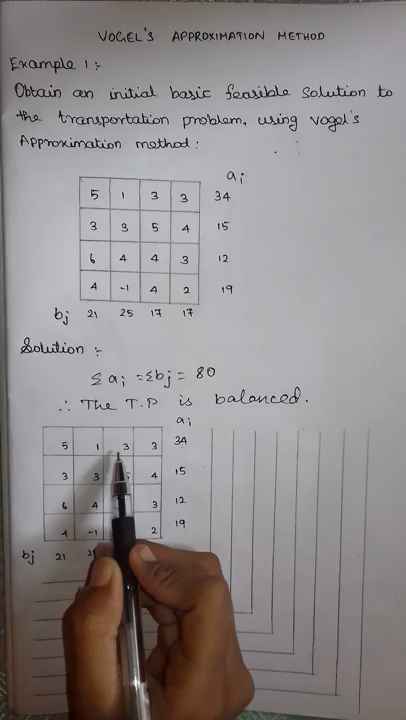 VOGEL'S APPROXIMATION METHOD
Example 1 :-
Obtain an initial basic feasible solution to
the transportation problem, using Vogel's
Approximation method :
ai
5 1 3 3 34
3 3 5 4 15
6 4 4 3 12
4 -1 4 2 19
bj 21 25 17 17
Solution :-
Σai = Σbj = 80
∴ The T.P is balanced.
ai
5 1 3 3 34
3 3 4 15
6 4 3 12
4 -1 2 19
bj 21